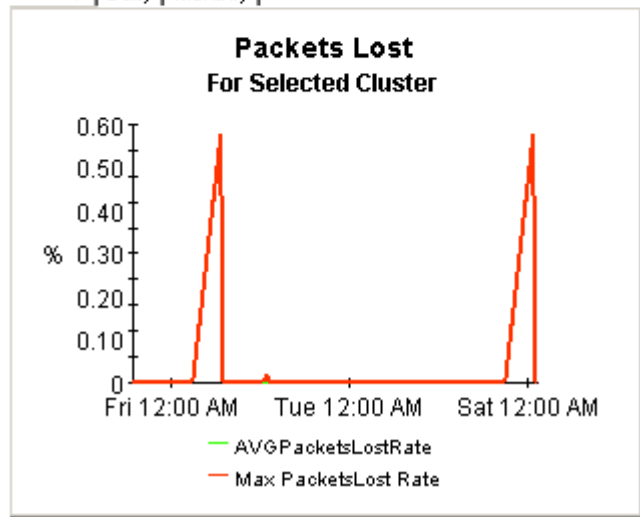 Packets Lost
For Selected Cluster
0.60
0.50
0.40
% 0.30
0.20
0.10
0
Fri 12:00 AM Tue 12:00 AM Sat 12:00 AM
AVGPacketsLostRate
Max PacketsLost Rate